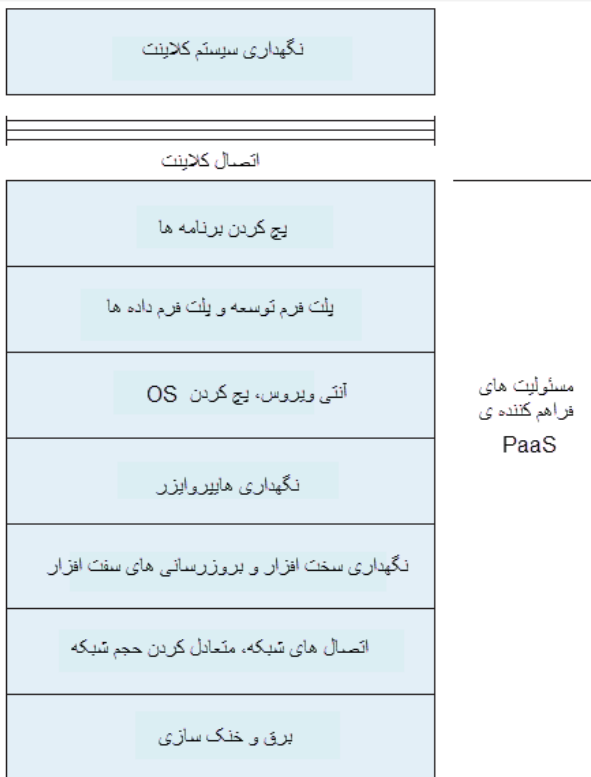 نگهداری سیستم کلاینت
اتصال کلاینت
پچ کردن برنامه ها
پلت فرم توسعه و پلت فرم داده ها
آنتی ویروس، پچ کردن OS
نگهداری هایپروایزر
نگهداری سخت افزار و بروزرسانی های سفت افزار
اتصال های شبکه، متعادل کردن حجم شبکه
برق و خنک سازی
مسئولیت های
فراهم کننده ی
PaaS